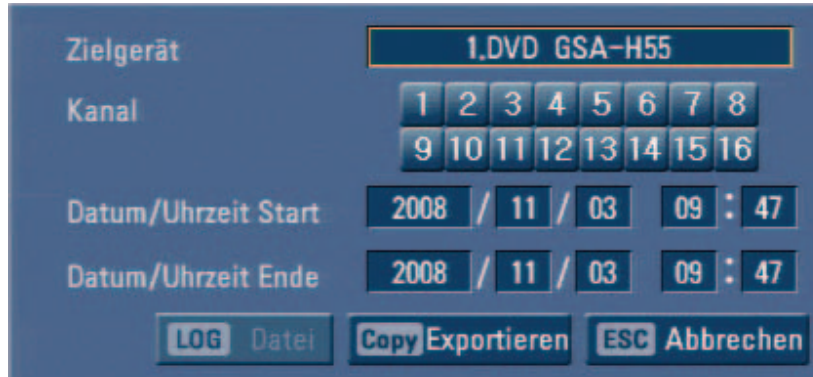 Zielgerät 1.DVD GSA-H55
Kanal 1 2 3 4 5 6 7 8
9 10 11 12 13 14 15 16
Datum/Uhrzeit Start 2008 / 11 / 03 09 : 47
Datum/Uhrzeit Ende 2008 / 11 / 03 09 : 47
LOG Datei Copy Exportieren ESC Abbrechen